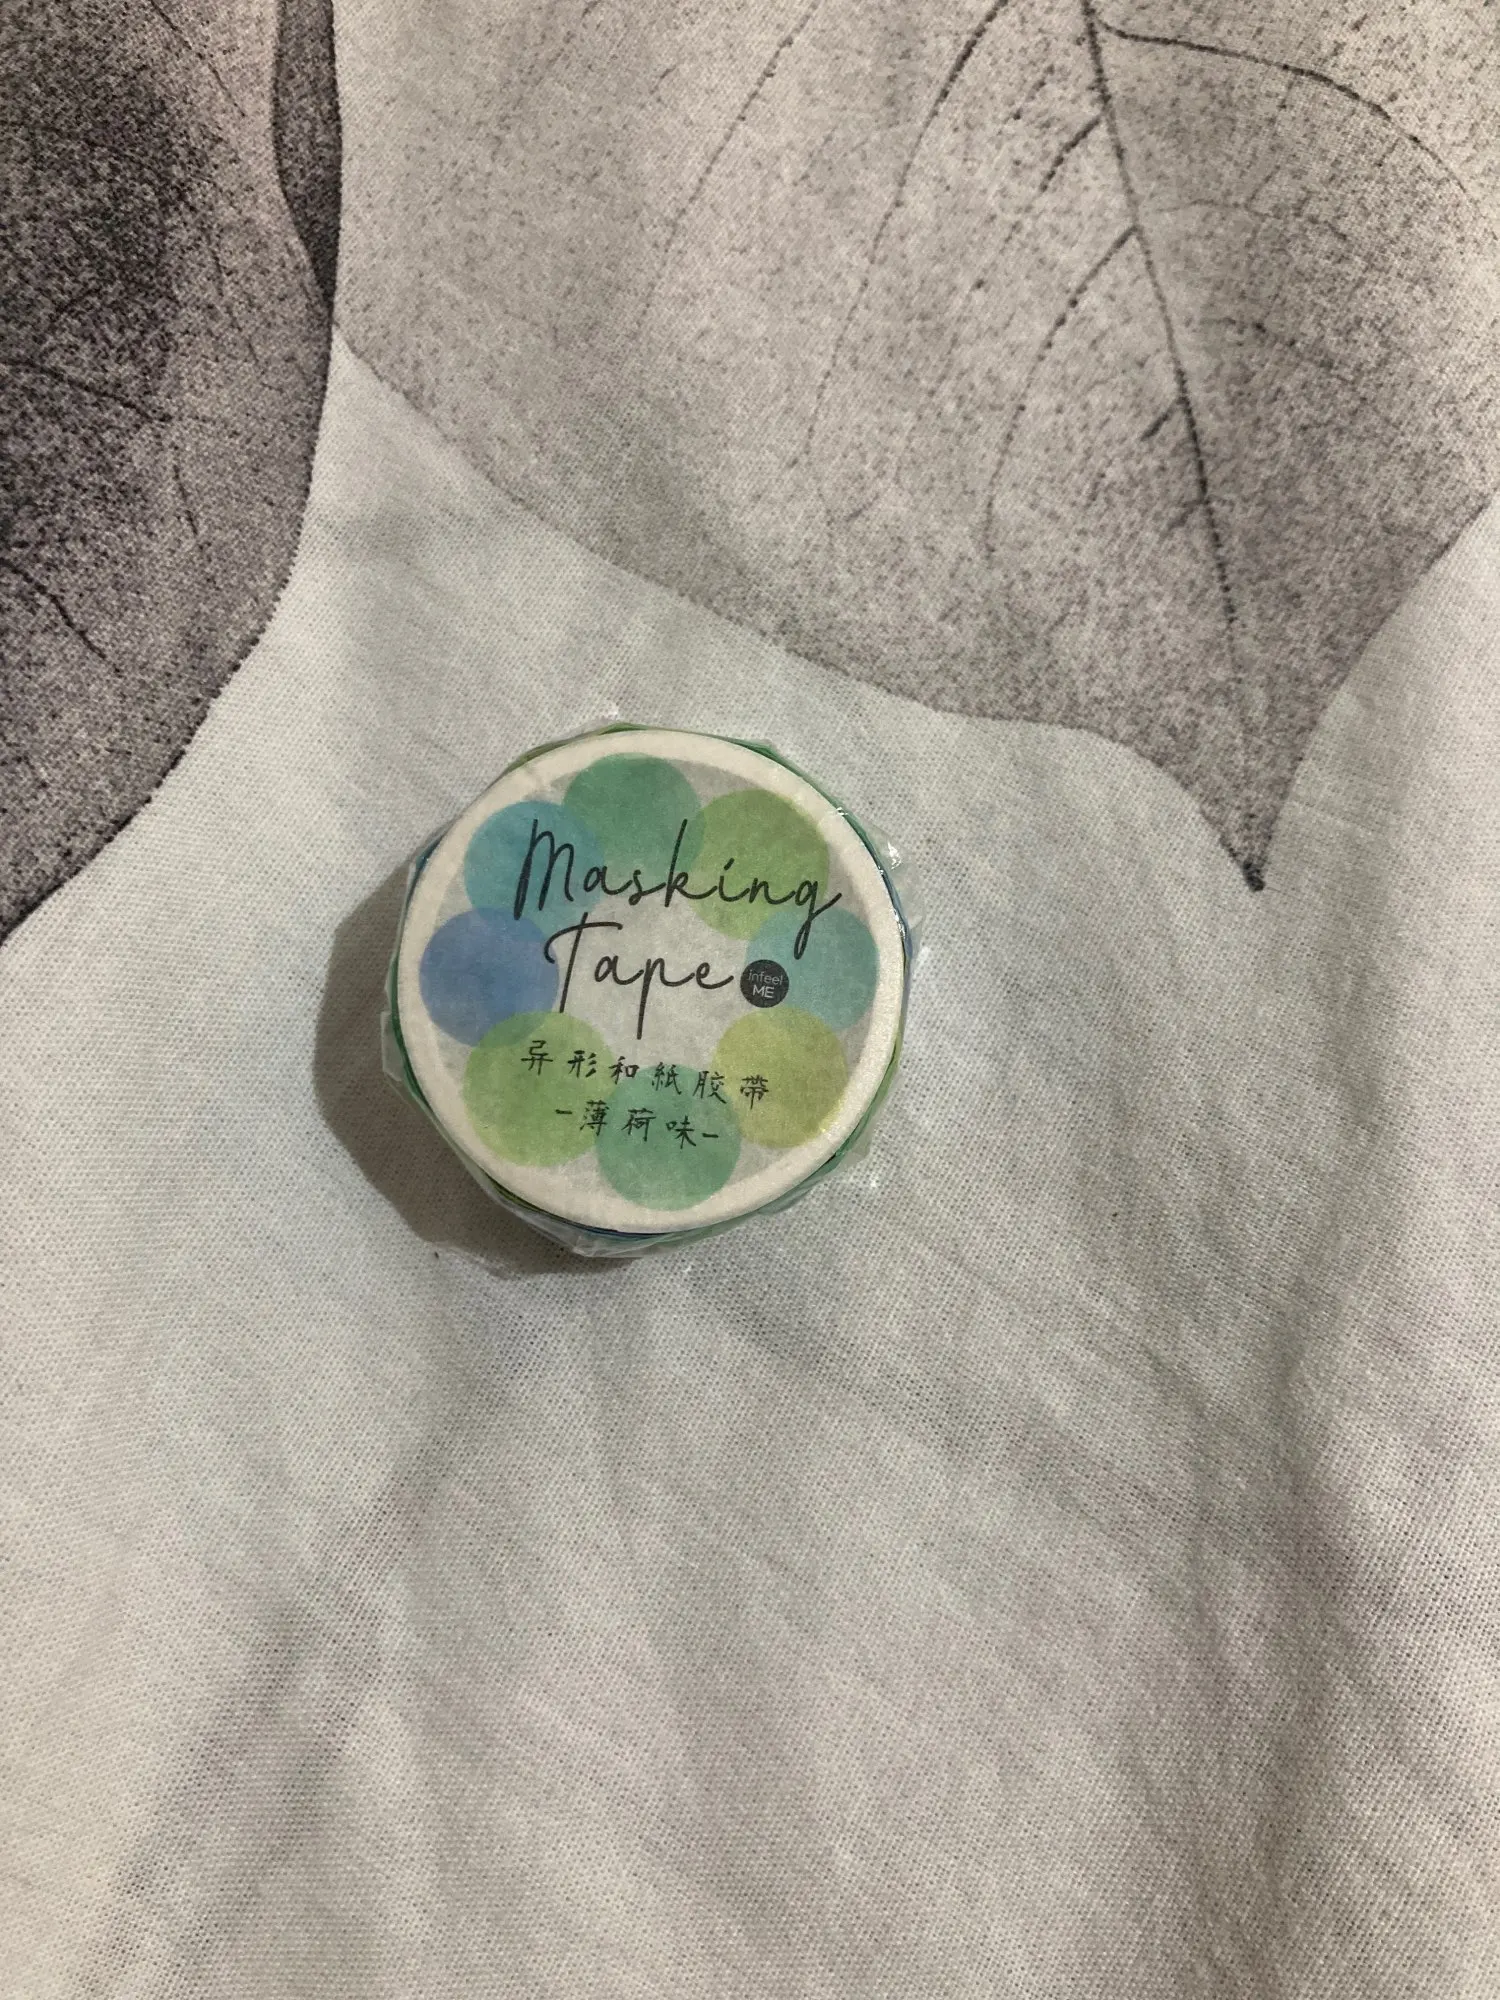 Masking
Tape
infeel
ME
异形和紙胶带
-薄荷味-